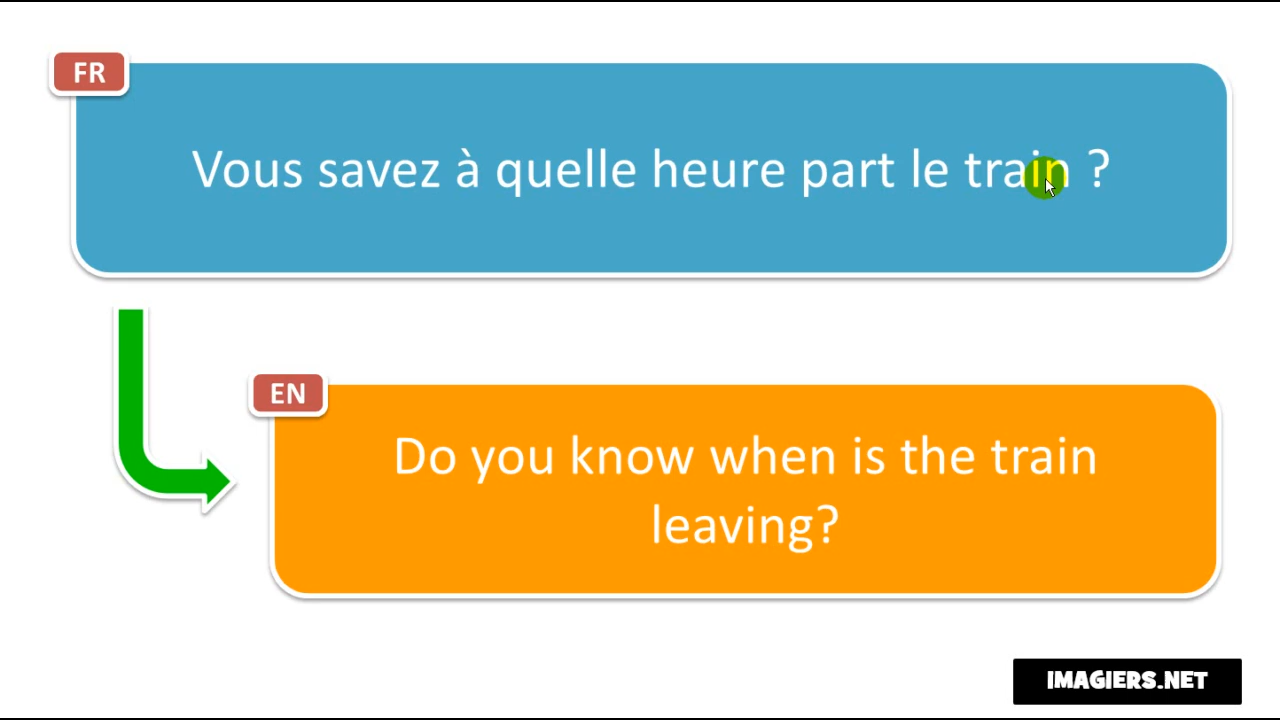 FR
Vous savez à quelle heure part le train ?
EN
Do you know when is the train
leaving?
IMAGIERS.NET